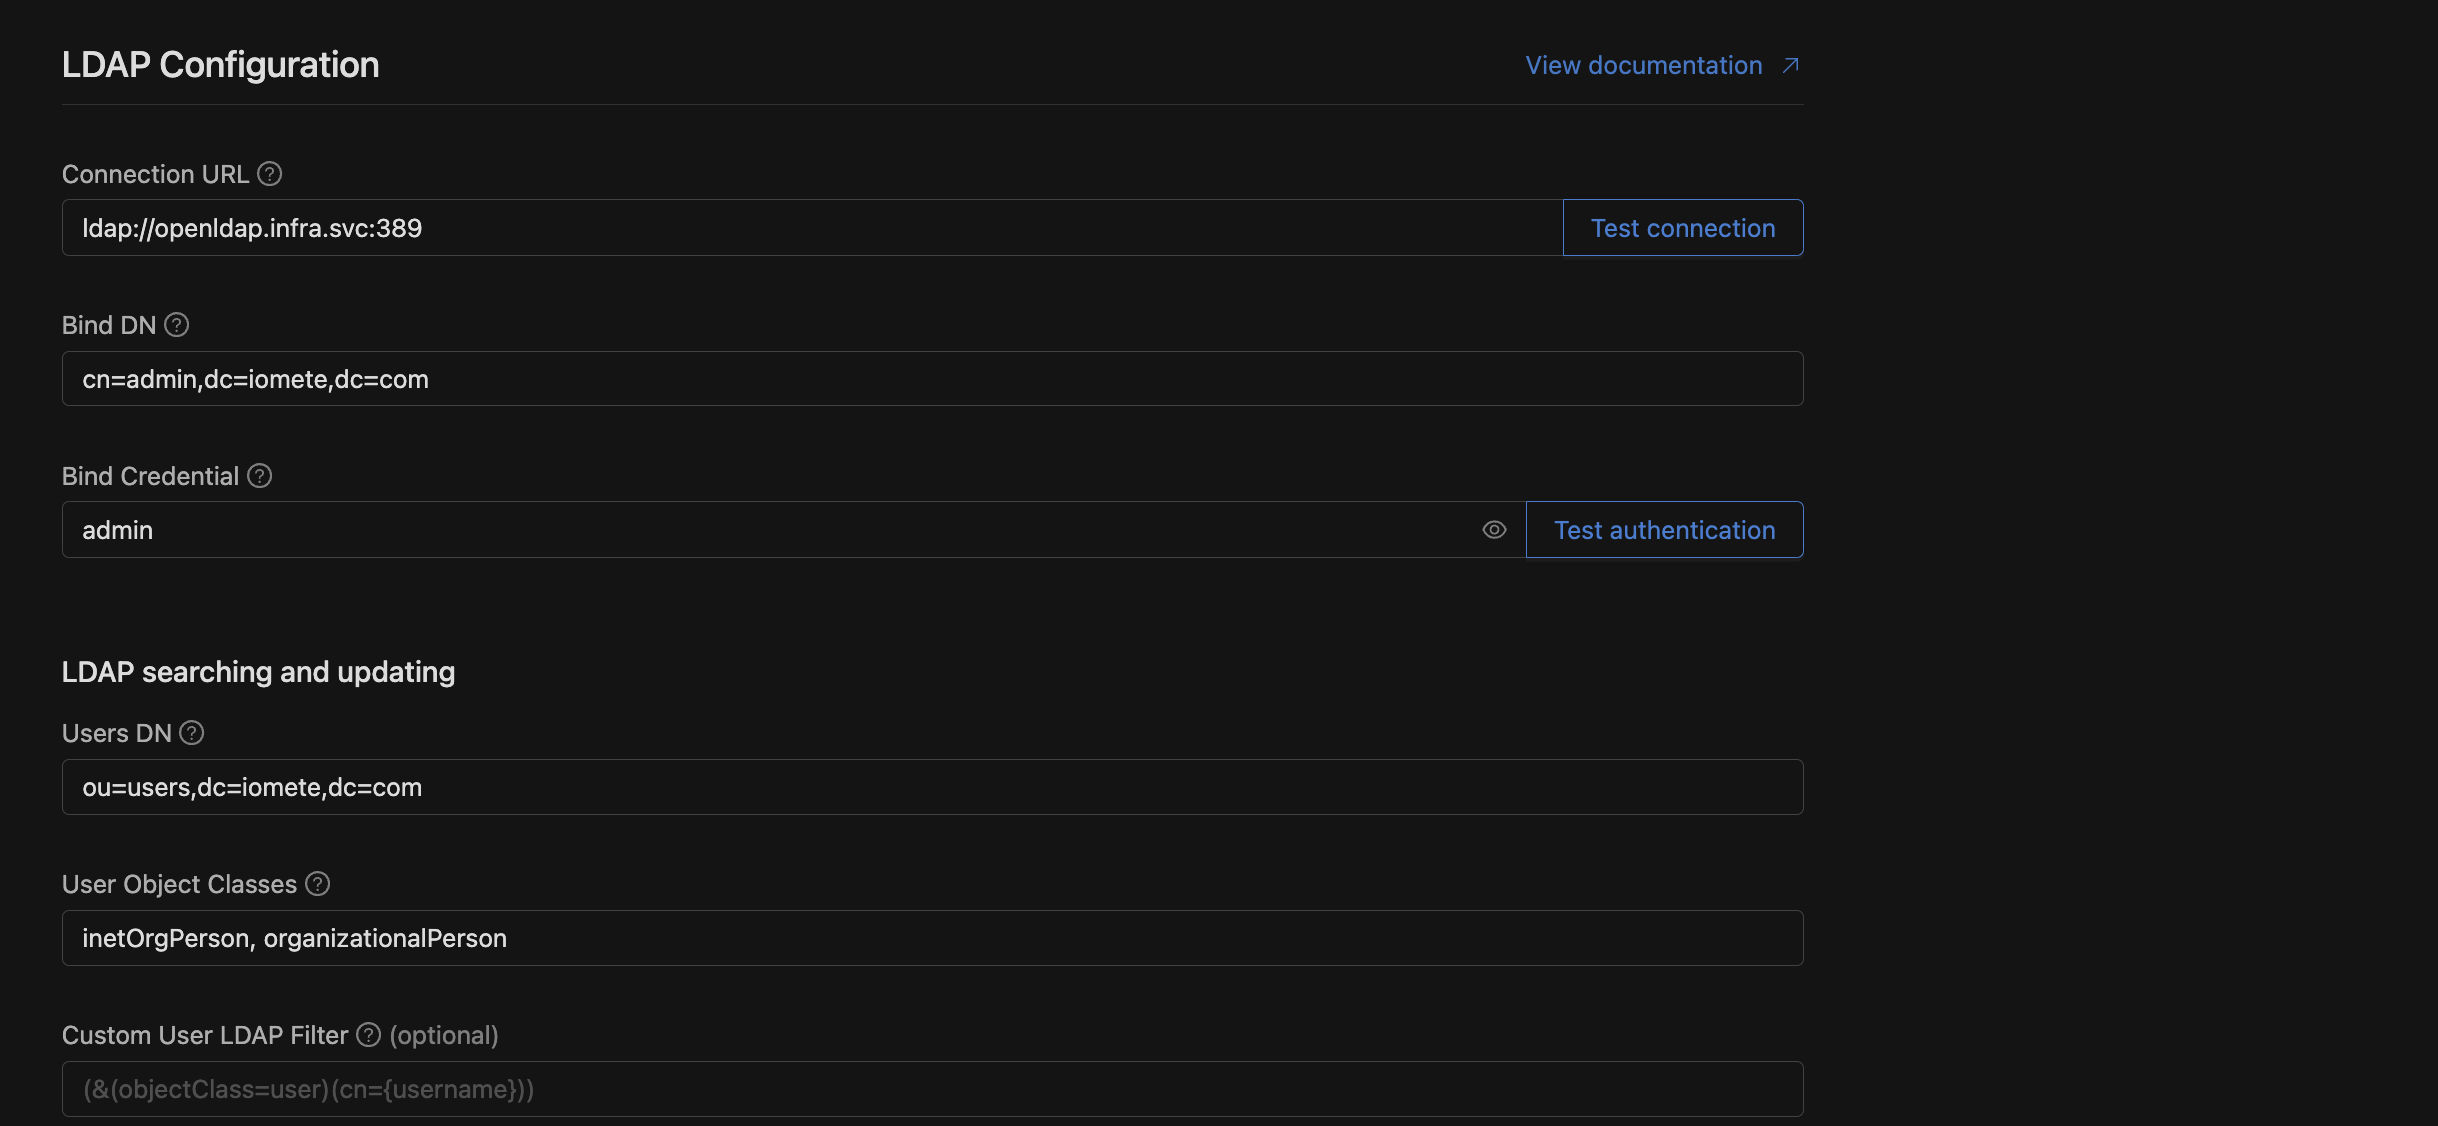 LDAP Configuration
View documentation
Connection URL
ldap://openldap.infra.svc:389
Test connection
Bind DN
cn=admin,dc=iomete,dc=com
Bind Credential
admin
Test authentication
LDAP searching and updating
Users DN
ou=users,dc=iomete,dc=com
User Object Classes
inetOrgPerson, organizationalPerson
Custom User LDAP Filter (optional)
(&(objectClass=user)(cn={username}))